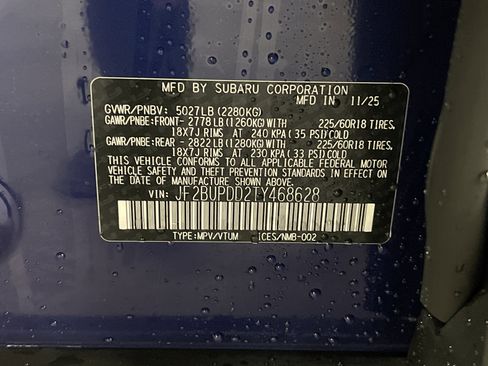 MFD BY SUBARU CORPORATION
MFD IN 11/25
GVWR/PNBV: 5027LB (2280KG)
GAWR/PNBE:FRONT- 2778LB (1260KG)WITH 225/60R18 TIRES,
18X7J RIMS AT 240 KPA (35 PSI)COLD
GAWR/PNBE:REAR - 2822LB (1280KG)WITH 225/60R18 TIRES,
18X7J RIMS AT 230 KPA (33 PSI)COLD
THIS VEHICLE CONFORMS TO ALL APPLICABLE FEDERAL MOTOR
VEHICLE SAFETY AND THEFT PREVENTION STANDARDS IN EFFECT
ON THE DATE OF MANUFACTURE SHOWN ABOVE.
VIN: JF2BUPDD2TY468628
TYPE:MPV/VTUM ICES/NMB-002